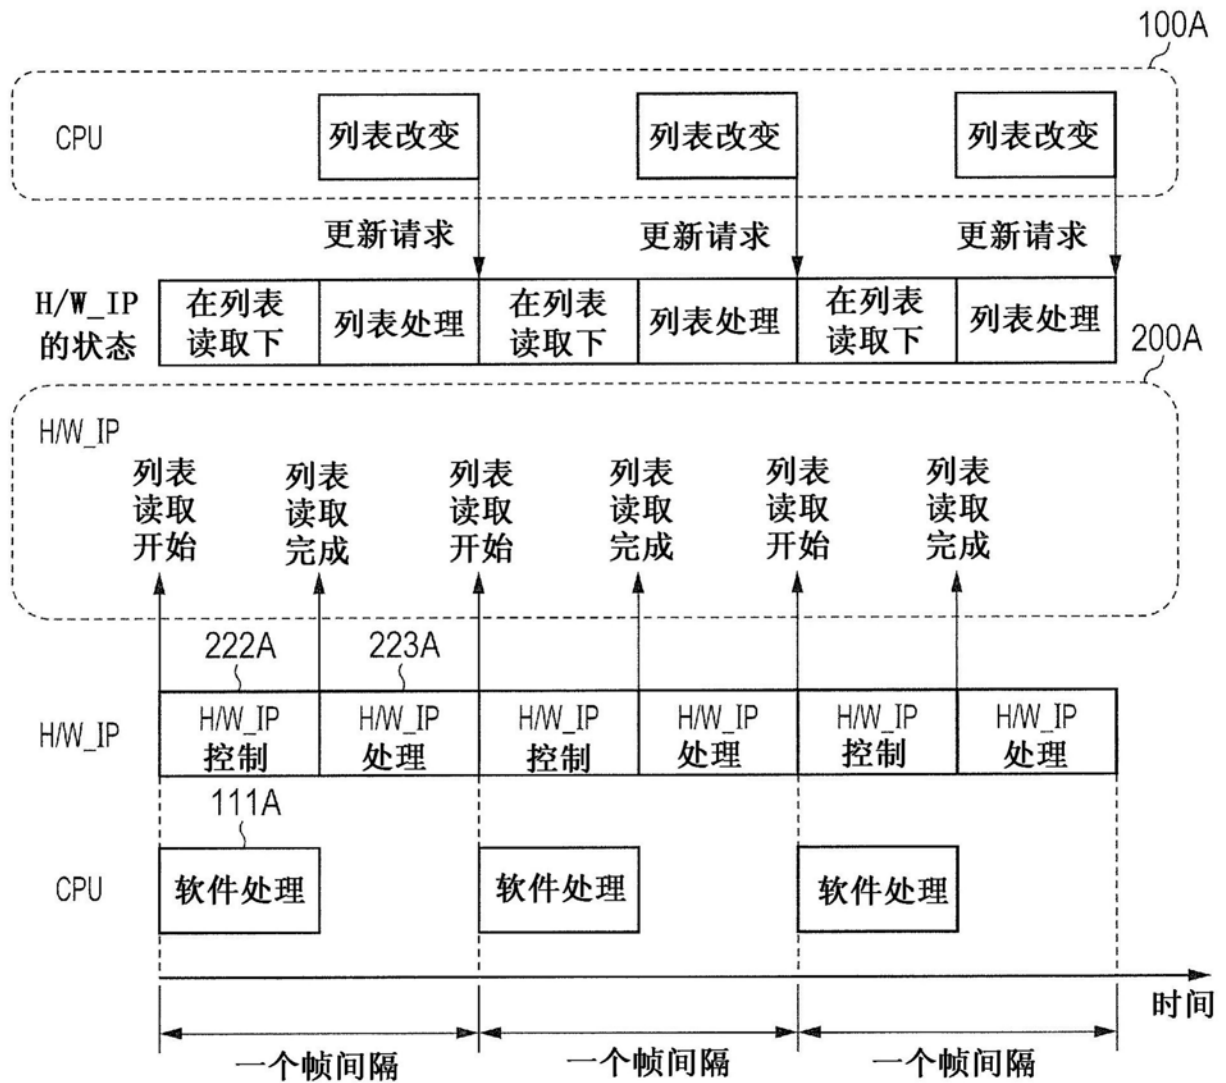 100A
CPU
列表改变 列表改变 列表改变
更新请求 更新请求 更新请求
H/W_IP
的状态
在列表 列表处理 在列表 列表处理 在列表 列表处理
读取下 读取下 读取下
200A
H/W_IP
列表 列表 列表 列表 列表 列表
读取 读取 读取 读取 读取 读取
开始 完成 开始 完成 开始 完成
222A 223A
H/W_IP
H/W_IP H/W_IP H/W_IP H/W_IP H/W_IP H/W_IP
控制 处理 控制 处理 控制 处理
111A
CPU
软件处理 软件处理 软件处理
时间
一个帧间隔 一个帧间隔 一个帧间隔